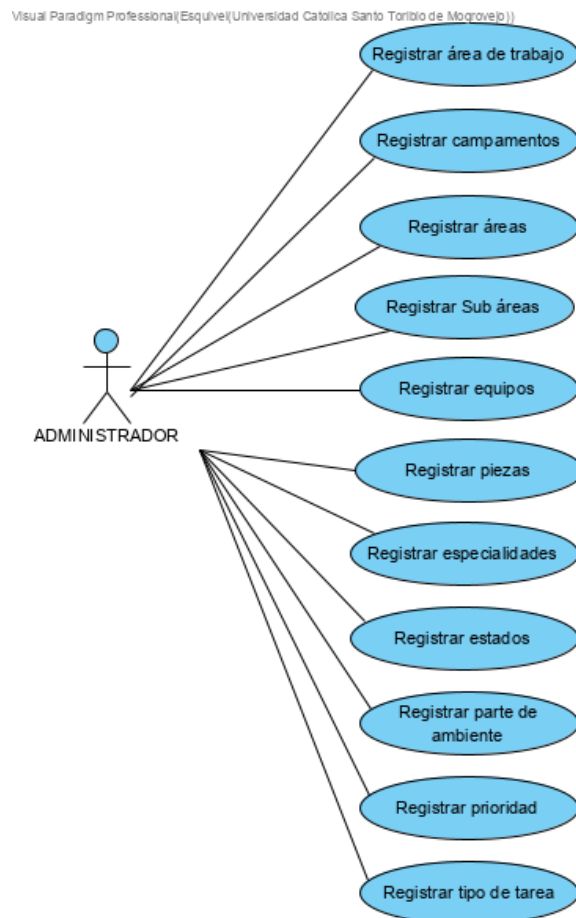 Visual Paradigm Professional(Esquivel(Universidad Catolica Santo Toribio de Mogrovejo))
Registrar área de trabajo
Registrar campamentos
Registrar áreas
Registrar Sub áreas
Registrar equipos
ADMINISTRADOR
Registrar piezas
Registrar especialidades
Registrar estados
Registrar parte de
ambiente
Registrar prioridad
Registrar tipo de tarea